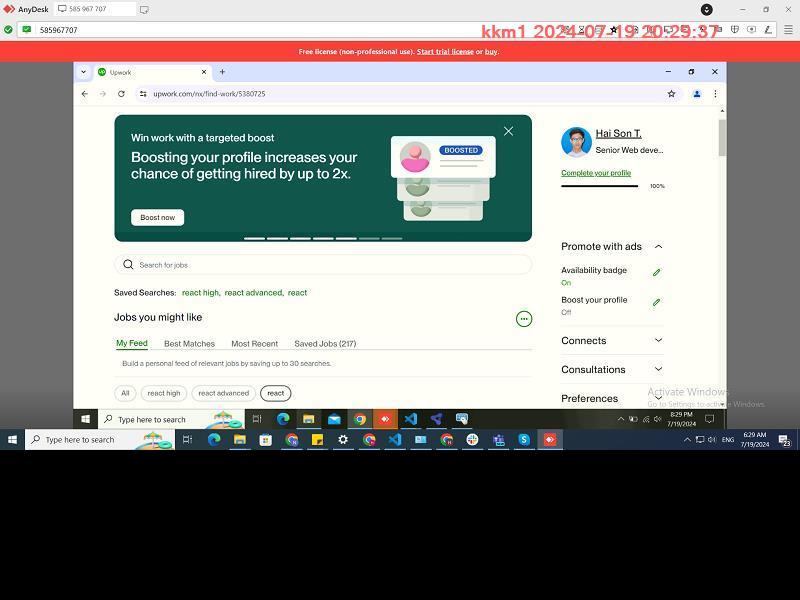 AnyDesk
585 967 707
585967707
kkm1 2024-07-19 20:29:37
Free license (non-professional use). Start trial license or buy.
Upwork
upwork.com/nx/find-work/5380725
Win work with a targeted boost
Boosting your profile increases your
chance of getting hired by up to 2x.
BOOSTED
Boost now
Hai Son T.
Senior Web deve...
Complete your profile
100%
Promote with ads
Availability badge
On
Boost your profile
Off
Connects
Consultations
Preferences
Search for jobs
Saved Searches: react high, react advanced, react
Jobs you might like
My Feed Best Matches Most Recent Saved Jobs (217)
Build a personal feed of relevant jobs by saving up to 30 searches.
All react high react advanced react
Activate Windows
Go to Settings to activate Windows.
Type here to search
8:29 PM
7/19/2024
Type here to search
ENG
6:29 AM
7/19/2024
23